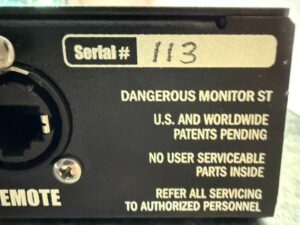 Serial # 113
DANGEROUS MONITOR ST
U.S. AND WORLDWIDE
PATENTS PENDING
NO USER SERVICEABLE
PARTS INSIDE
REFER ALL SERVICING
TO AUTHORIZED PERSONNEL
REMOTE